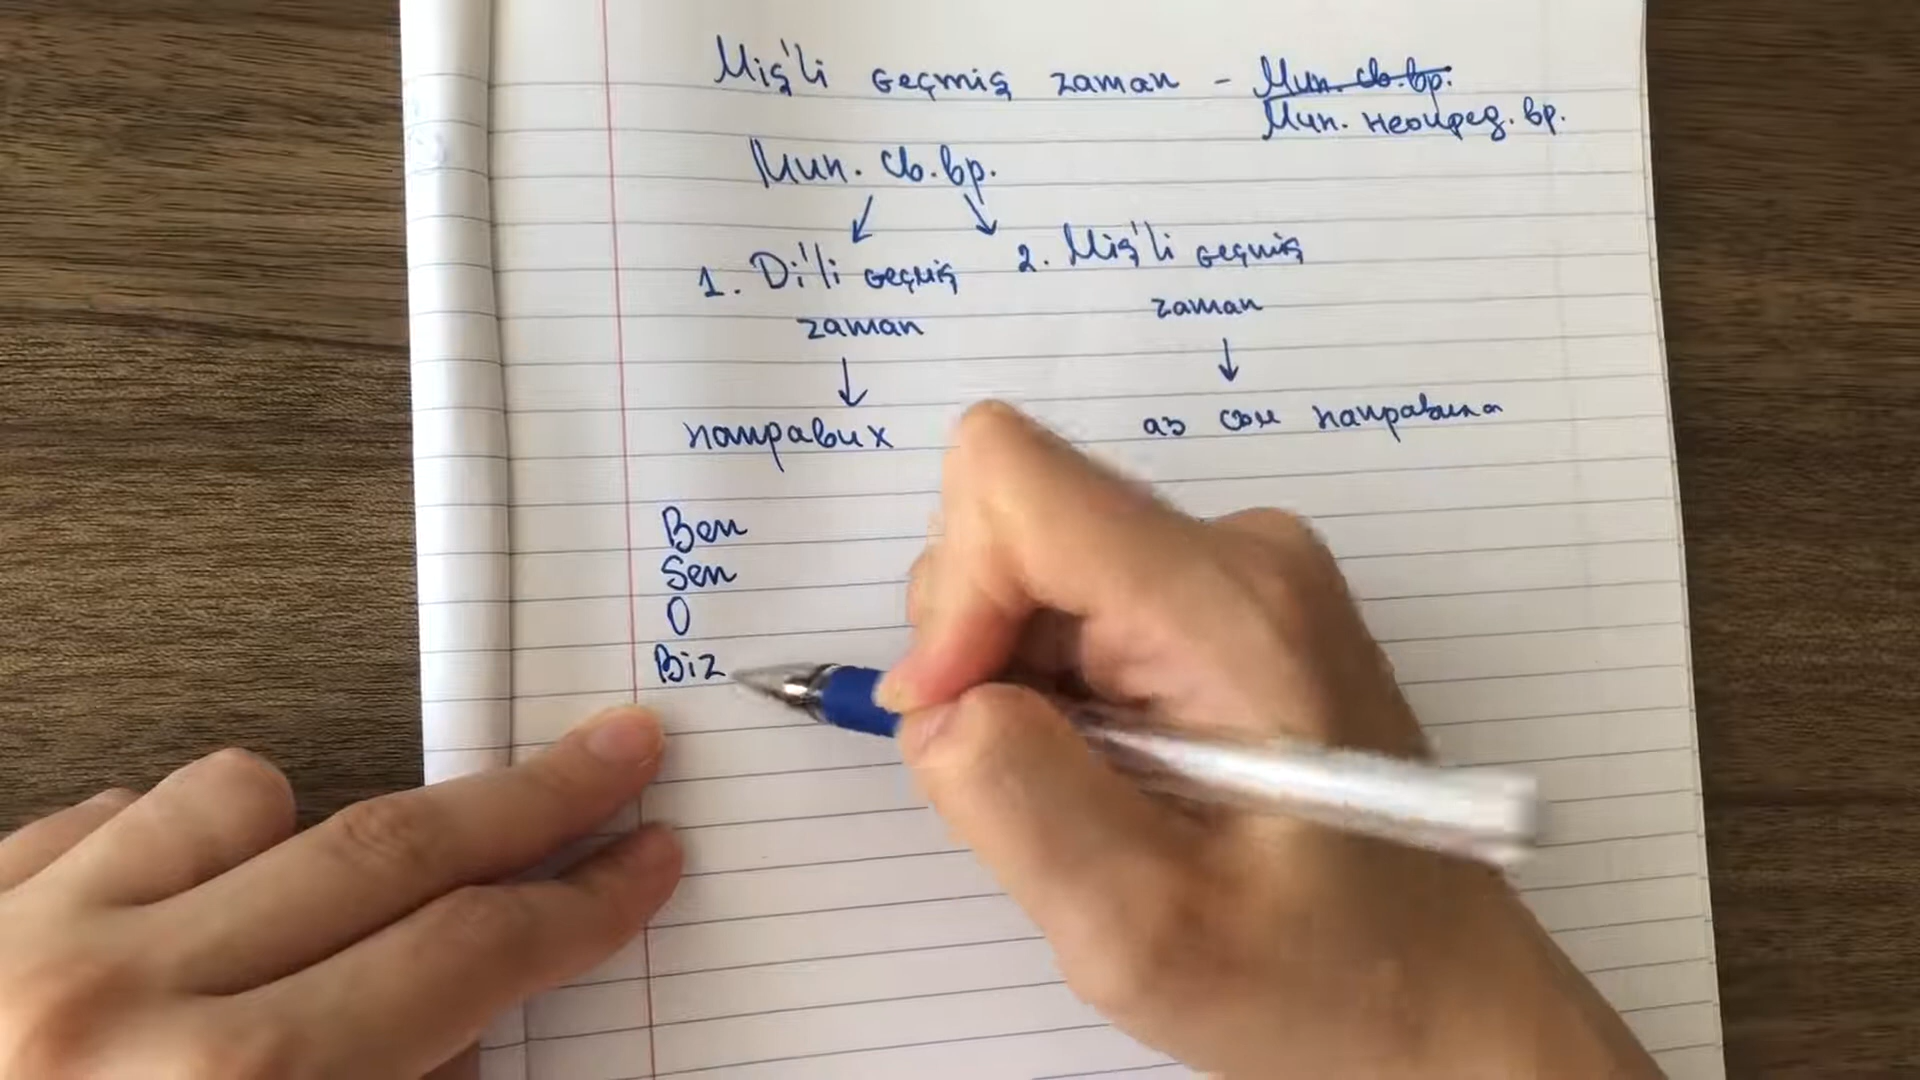 Miş'li geçmiş zaman - Мин. св. вр.
Мин. неопред. вр.
Мин. св. вр.
1. Di'li geçmiş
zaman
направих
2. Miş'li geçmiş
zaman
аз съм направила
Ben
Sen
O
Biz